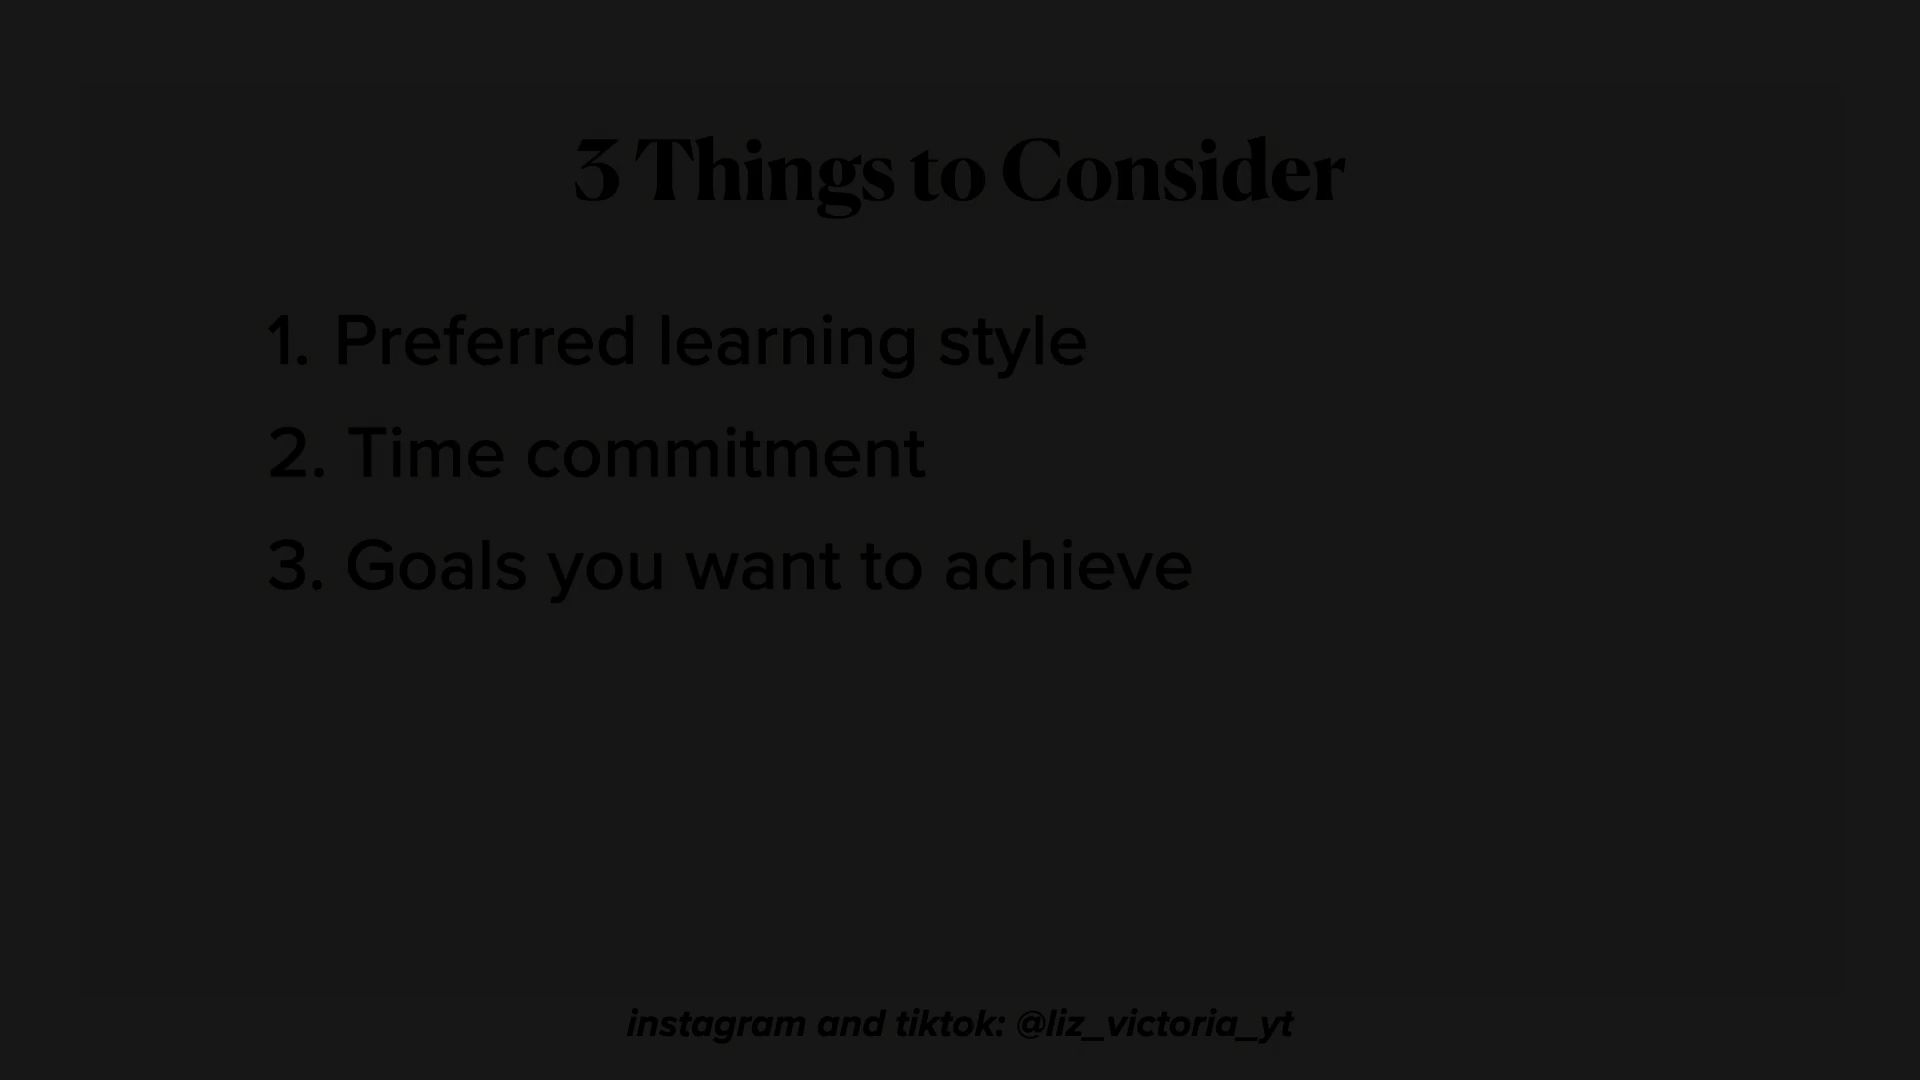 3 Things to Consider
1. Preferred learning style
2. Time commitment
3. Goals you want to achieve
instagram and tiktok: @liz_victoria_yt